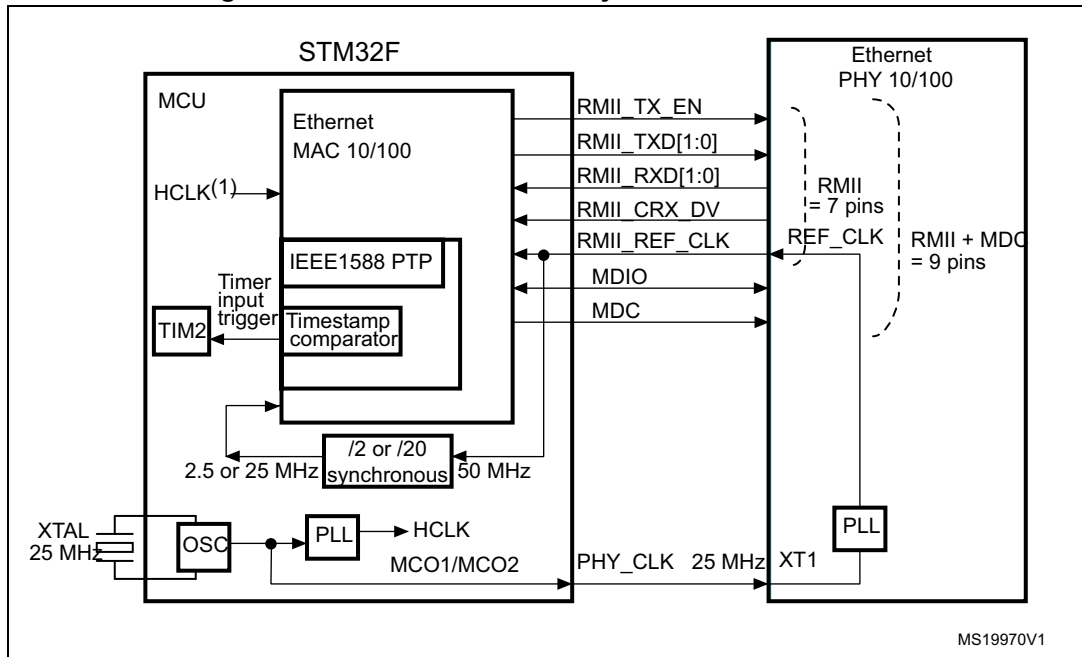 STM32F
Ethernet
PHY 10/100
MCU
Ethernet
MAC 10/100
HCLK(1)
RMII_TX_EN
RMII_TXD[1:0]
RMII_RXD[1:0]
RMII_CRX_DV
RMII_REF_CLK
MDIO
MDC
REF_CLK
RMII
= 7 pins
RMII + MDC
= 9 pins
IEEE1588 PTP
Timer
input
trigger
TIM2
Timestamp
comparator
/2 or /20
synchronous
2.5 or 25 MHz
50 MHz
XTAL
25 MHz
OSC
PLL
HCLK
MCO1/MCO2
PHY_CLK 25 MHz
XT1
PLL
MS19970V1